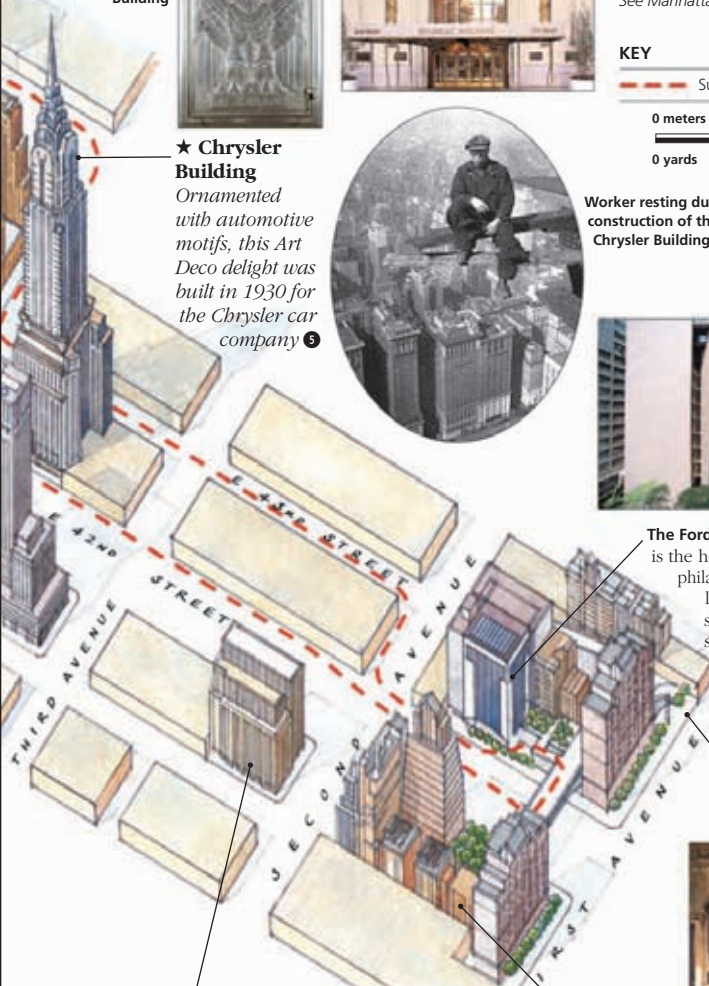 Building
See Manhatta
KEY
Su
0 meters
0 yards
★ Chrysler
Building
Ornamented
with automotive
motifs, this Art
Deco delight was
built in 1930 for
the Chrysler car
company 5
Worker resting du
construction of th
Chrysler Building
The Ford
is the h
phila
l
s
s
E 43RD STREET
E 42ND
STREET
THIRD AVENUE
SECOND
AVENUE
IRST AVENUE